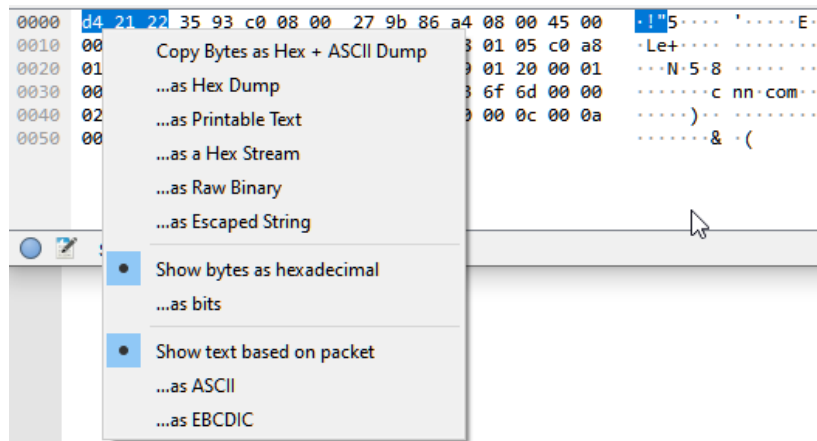 0000 d4 21 22 35 93 c0 08 00 27 9b 86 a4 08 00 45 00 ·!"5···· '·····E·
0010 00 01 05 c0 a8 ·Le+···· ········
0020 01 01 20 00 01 ···N·5·8 ····· ··
0030 00 6f 6d 00 00 ·······c nn·com··
0040 02 00 0c 00 0a ·····)·· ········
0050 00 ·······& ·(
Copy Bytes as Hex + ASCII Dump
...as Hex Dump
...as Printable Text
...as a Hex Stream
...as Raw Binary
...as Escaped String
Show bytes as hexadecimal
...as bits
Show text based on packet
...as ASCII
...as EBCDIC